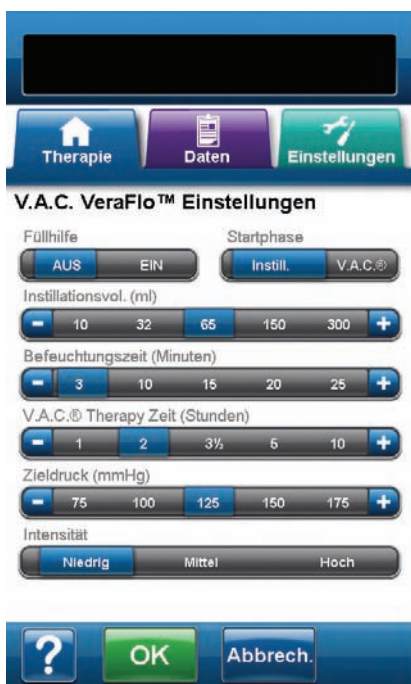 Therapie Daten Einstellungen
V.A.C. VeraFlo™ Einstellungen
Füllhilfe Startphase
AUS EIN Instill. V.A.C.®
Instillationsvol. (ml)
- 10 32 65 150 300 +
Befeuchtungszeit (Minuten)
- 3 10 15 20 25 +
V.A.C.® Therapy Zeit (Stunden)
- 1 2 3½ 5 10 +
Zieldruck (mmHg)
- 75 100 125 150 175 +
Intensität
Niedrig Mittel Hoch
? OK Abbrech.